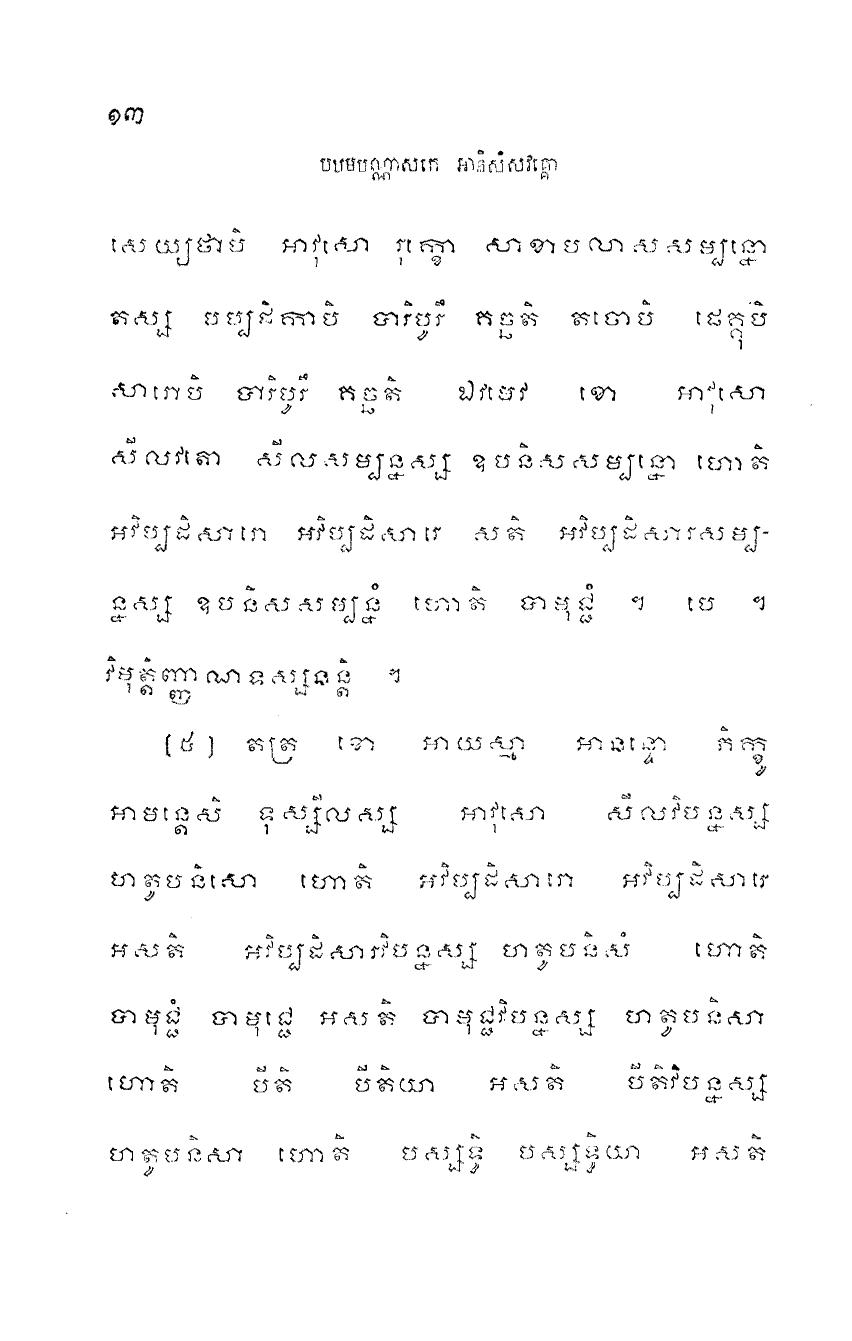 ១៣
បឋមបណ្ណាសកេ អានិសំសវគ្គោ
សេយ្យថាបិ អាវុសោ រុក្ខោ សាខាបលាសសម្បន្នោ
តស្ស បប្បដិកាបិ បារិបូរឹ គច្ឆតិ តចោបិ ផេគ្គុបិ
សារោបិ បារិបូរឹ គច្ឆតិ ឯវមេវ ខោ អាវុសោ
សីលវតោ សីលសម្បន្នស្ស ឧបនិសសម្បន្នោ ហោតិ
អវិប្បដិសារោ អវិប្បដិសារេ សតិ អវិប្បដិសារសម្ប-
ន្នស្ស ឧបនិសសម្បន្នំ ហោតិ បាមុជ្ជំ ។ បេ ។
វិមុត្តិញ្ញាណទស្សនន្តិ ។
(៥) តត្រ ខោ អាយស្មា អានន្ទោ ភិក្ខូ
អាមន្តេសិ ទុស្សីលស្ស អាវុសោ សីលវិបន្នស្ស
ហតូបនិសោ ហោតិ អវិប្បដិសារោ អវិប្បដិសារេ
អសតិ អវិប្បដិសារវិបន្នស្ស ហតូបនិសំ ហោតិ
បាមុជ្ជំ បាមុជ្ជេ អសតិ បាមុជ្ជវិបន្នស្ស ហតូបនិសា
ហោតិ បីតិ បីតិយា អសតិ បីតិវិបន្នស្ស
ហតូបនិសា ហោតិ បស្សទ្ធិ បស្សទ្ធិយា អសតិ